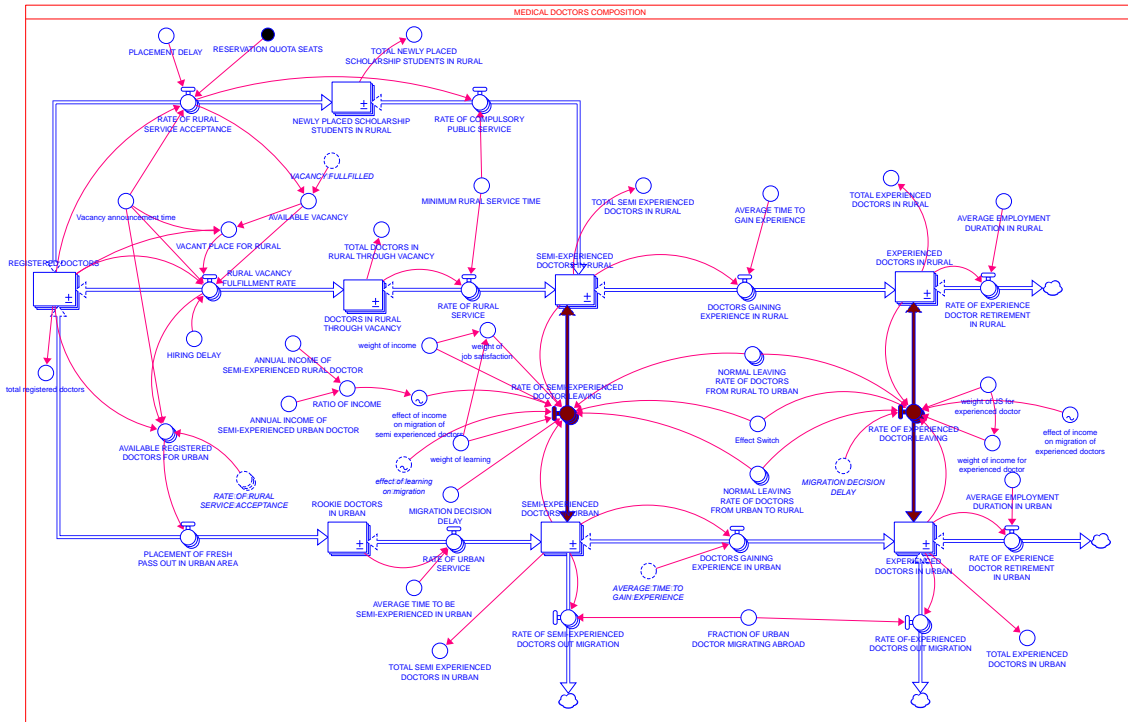 MEDICAL DOCTORS COMPOSITION
PLACEMENT DELAY
RESERVATION QUOTA SEATS
TOTAL NEWLY PLACED
SCHOLARSHIP STUDENTS IN RURAL
RATE OF RURAL
SERVICE ACCEPTANCE
NEWLY PLACED SCHOLARSHIP
STUDENTS IN RURAL
RATE OF COMPULSORY
PUBLIC SERVICE
VACANCY FULLFILLED
Vacancy announcement time
AVAILABLE VACANCY
MINIMUM RURAL SERVICE TIME
TOTAL SEMI EXPERIENCED
DOCTORS IN RURAL
AVERAGE TIME TO
GAIN EXPERIENCE
TOTAL EXPERIENCED
DOCTORS IN RURAL
AVERAGE EMPLOYMENT
DURATION IN RURAL
VACANT PLACE FOR RURAL
TOTAL DOCTORS IN
RURAL THROUGH VACANCY
REGISTERED DOCTORS
RURAL VACANCY
FULFILLMENT RATE
SEMI-EXPERIENCED
DOCTORS IN RURAL
EXPERIENCED
DOCTORS IN RURAL
DOCTORS IN RURAL
THROUGH VACANCY
RATE OF RURAL
SERVICE
DOCTORS GAINING
EXPERIENCE IN RURAL
RATE OF EXPERIENCE
DOCTOR RETIREMENT
IN RURAL
HIRING DELAY
total registered doctors
ANNUAL INCOME OF
SEMI-EXPERIENCED RURAL DOCTOR
weight of income
weight of
job satisfaction
NORMAL LEAVING
RATE OF DOCTORS
FROM RURAL TO URBAN
RATIO OF INCOME
ANNUAL INCOME OF
SEMI-EXPERIENCED URBAN DOCTOR
effect of income
on migration of
semi experienced doctors
RATE OF SEMI EXPERIENCED
DOCTOR LEAVING
weight of US for
experienced doctor
Effect Switch
RATE OF EXPERIENCED
DOCTOR LEAVING
effect of income
on migration of
experienced doctors
AVAILABLE REGISTERED
DOCTORS FOR URBAN
weight of learning
effect of learning
on migration
weight of income for
experienced doctor
RATE OF RURAL
SERVICE ACCEPTANCE
MIGRATION DECISION
DELAY
NORMAL LEAVING
RATE OF DOCTORS
FROM URBAN TO RURAL
MIGRATION DECISION
DELAY
AVERAGE EMPLOYMENT
DURATION IN URBAN
ROOKIE DOCTORS
IN URBAN
SEMI-EXPERIENCED
DOCTORS IN URBAN
PLACEMENT OF FRESH
PASS OUT IN URBAN AREA
RATE OF URBAN
SERVICE
DOCTORS GAINING
EXPERIENCE IN URBAN
EXPERIENCED
DOCTORS IN URBAN
RATE OF EXPERIENCE
DOCTOR RETIREMENT
IN URBAN
AVERAGE TIME TO BE
SEMI-EXPERIENCED IN URBAN
AVERAGE TIME TO
GAIN EXPERIENCE
RATE OF SEMI-EXPERIENCED
DOCTORS OUT MIGRATION
FRACTION OF URBAN
DOCTOR MIGRATING ABROAD
RATE OF-EXPERIENCED
DOCTORS OUT MIGRATION
TOTAL SEMI EXPERIENCED
DOCTORS IN URBAN
TOTAL EXPERIENCED
DOCTORS IN URBAN